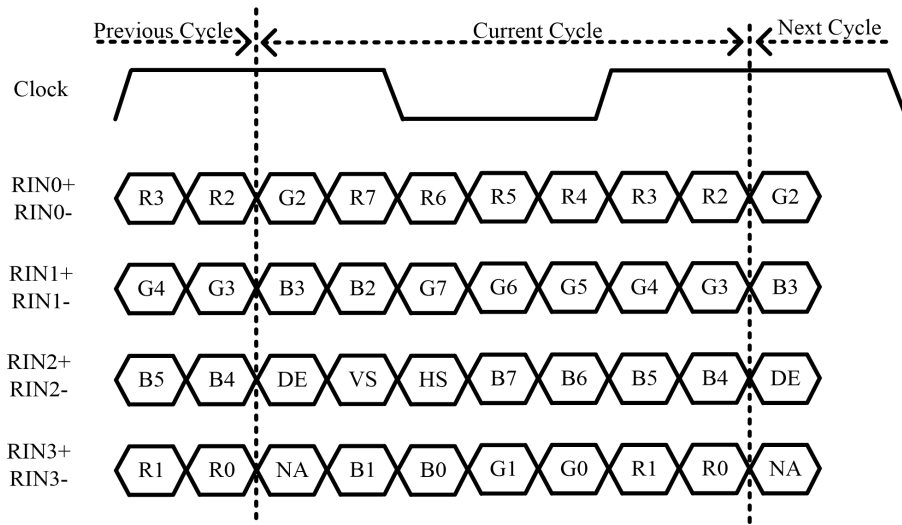 Previous Cycle Current Cycle Next Cycle
Clock
RIN0+
RIN0-
R3 R2 G2 R7 R6 R5 R4 R3 R2 G2
RIN1+
RIN1-
G4 G3 B3 B2 G7 G6 G5 G4 G3 B3
RIN2+
RIN2-
B5 B4 DE VS HS B7 B6 B5 B4 DE
RIN3+
RIN3-
R1 R0 NA B1 B0 G1 G0 R1 R0 NA